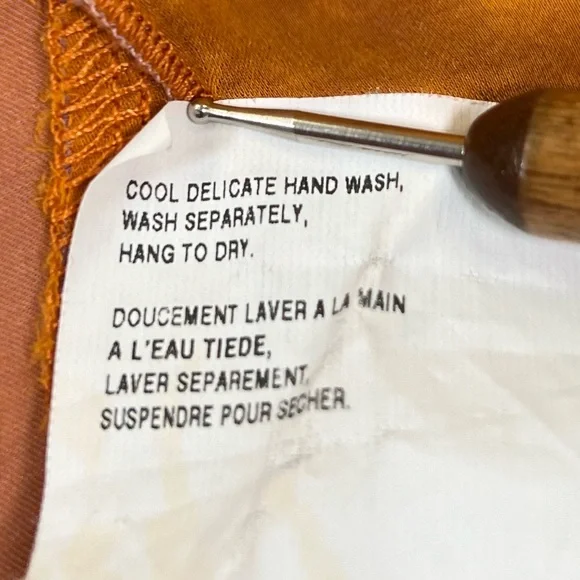 COOL DELICATE HAND WASH,
WASH SEPARATELY,
HANG TO DRY.
DOUCEMENT LAVER A LA MAIN
A L'EAU TIEDE,
LAVER SEPAREMENT,
SUSPENDRE POUR SECHER.